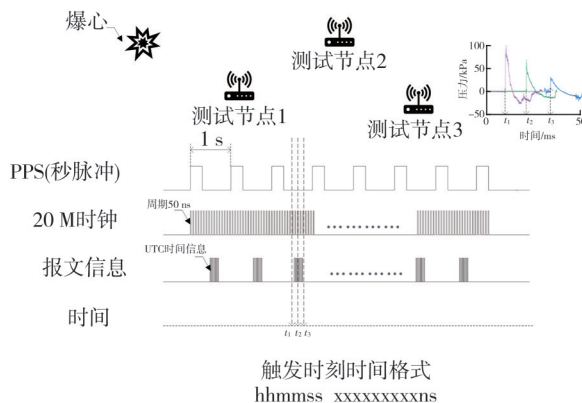 爆心
测试节点1
测试节点2
测试节点3
压力/kPa
100
50
0
-50
0
t1
t2
t3
50
时间/ms
1 s
PPS(秒脉冲)
周期50 ns
20 M时钟
…………
UTC时间信息
报文信息
…………
时间
t1 t2 t3
触发时刻时间格式
hhmmss_xxxxxxxxxns